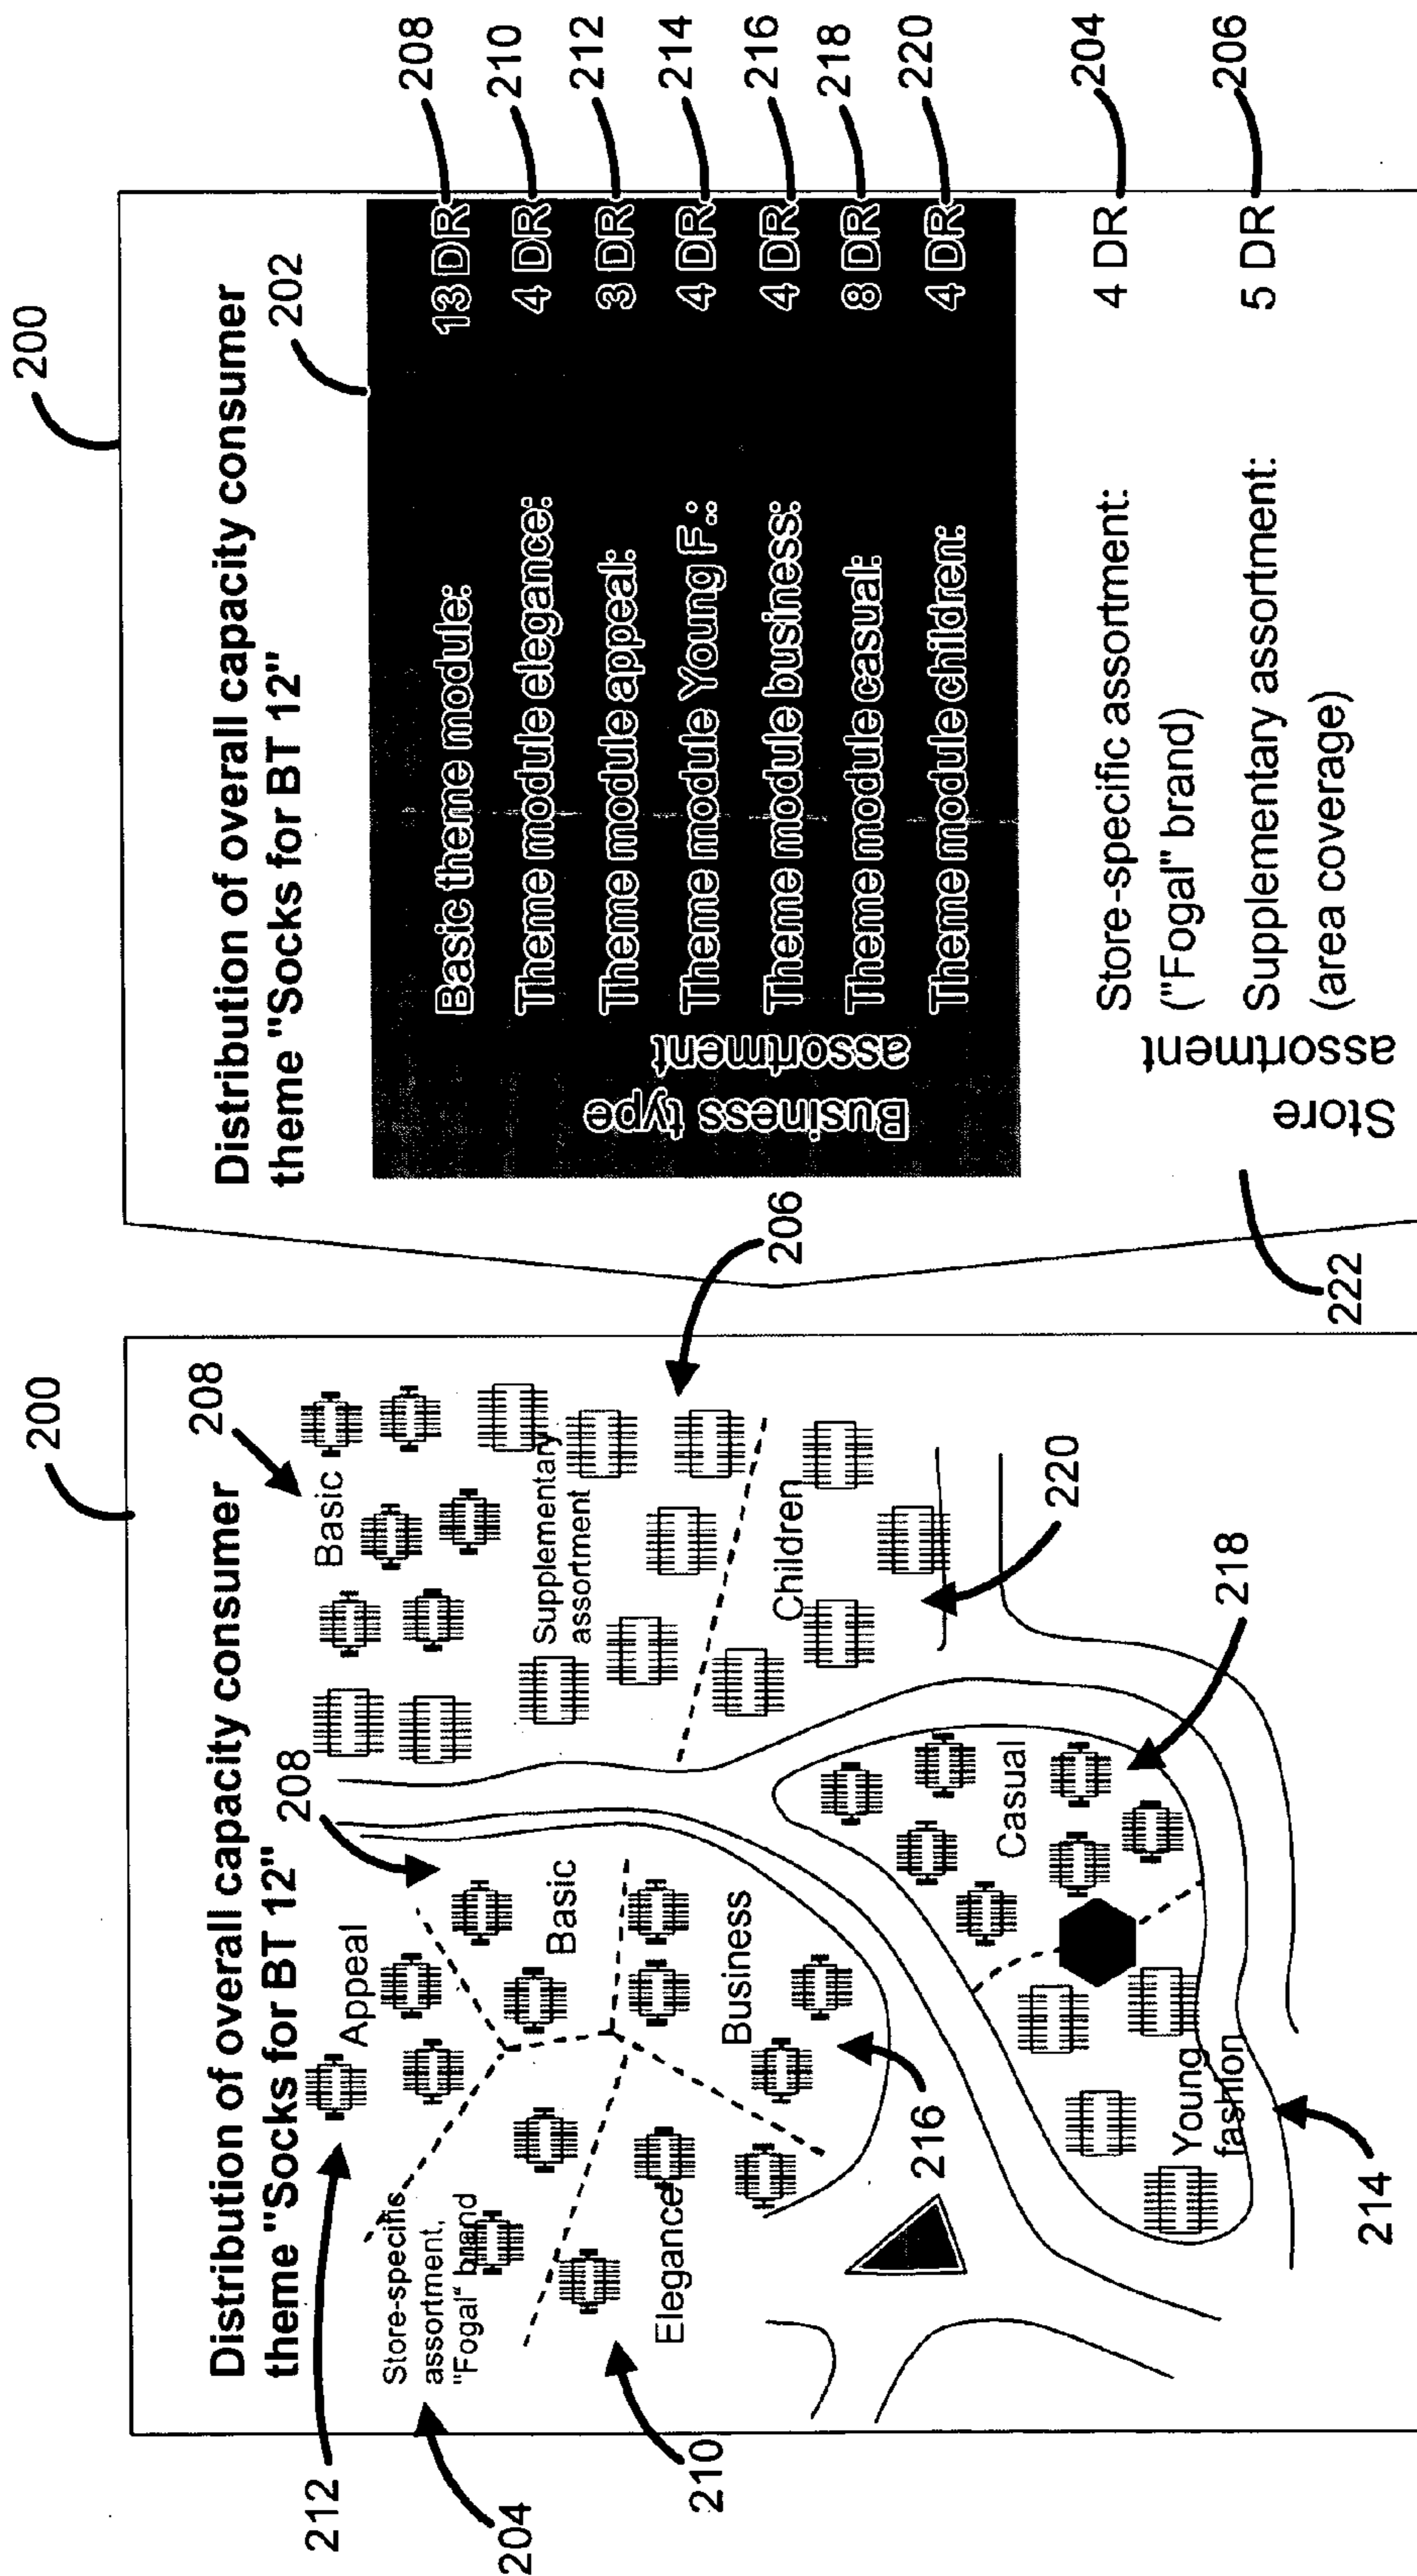 200
Distribution of overall capacity consumer
theme "Socks for BT 12"
212
204
210
208
208
Appeal
Basic
Basic
Store-specific
assortment,
"Fogal" brand
Supplementary
assortment
206
Elegance
Business
Children
216
220
Casual
218
Young
fashion
214
200
Distribution of overall capacity consumer
theme "Socks for BT 12"
202
Business type
assortment
Basic theme module: 13 DR 208
Theme module elegance: 4 DR 210
Theme module appeal: 3 DR 212
Theme module Young F.: 4 DR 214
Theme module business: 4 DR 216
Theme module casual: 8 DR 218
Theme module children: 4 DR 220
Store
assortment
222
Store-specific assortment: 4 DR 204
("Fogal" brand)
Supplementary assortment: 5 DR 206
(area coverage)